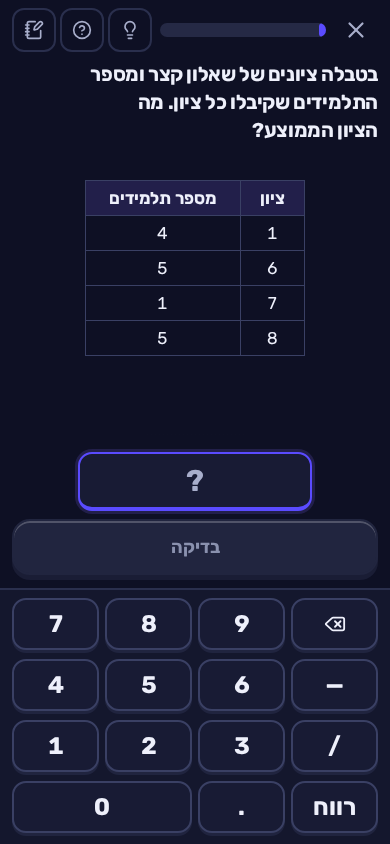 בטבלה ציונים של שאלון קצר ומספר
התלמידים שקיבלו כל ציון. מה
הציון הממוצע?
ציון מספר תלמידים
1 4
6 5
7 1
8 5
?
בדיקה
7 8 9
4 5 6 –
1 2 3 /
0 . רווח